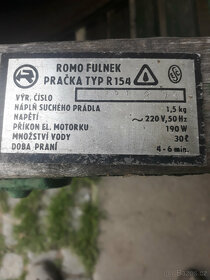 ROMO FULNEK
PRAČKA TYP R 154
VÝR. ČÍSLO
NÁPLŇ SUCHÉHO PRÁDLA 1,5 kg
NAPĚTÍ ~ 220 V, 50 Hz
PŘÍKON EL. MOTORKU 190 W
MNOŽSTVÍ VODY 30 ℓ
DOBA PRANÍ 4 - 6 min.